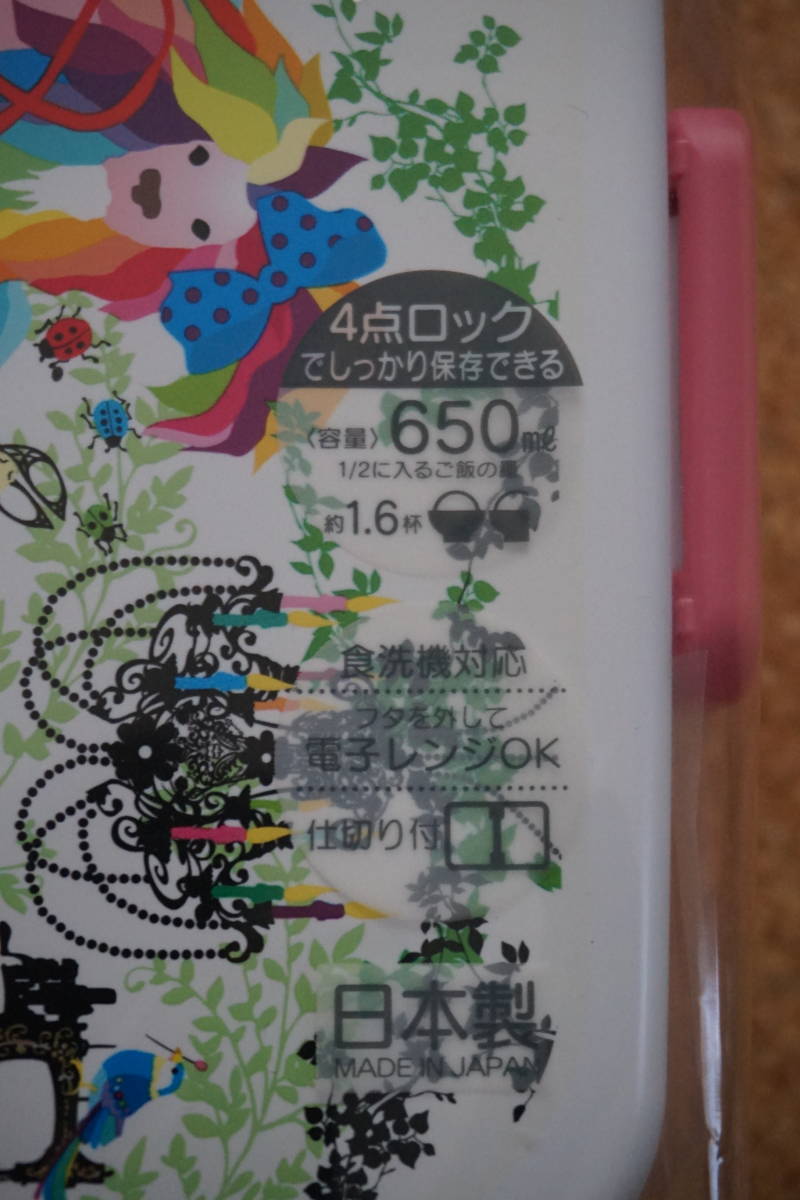 4点ロック
でしっかり保存できる
〈容量〉650㎖
1/2に入るご飯の量
約1.6杯
食洗機対応
フタを外して
電子レンジOK
仕切り付
日本製
MADE IN JAPAN